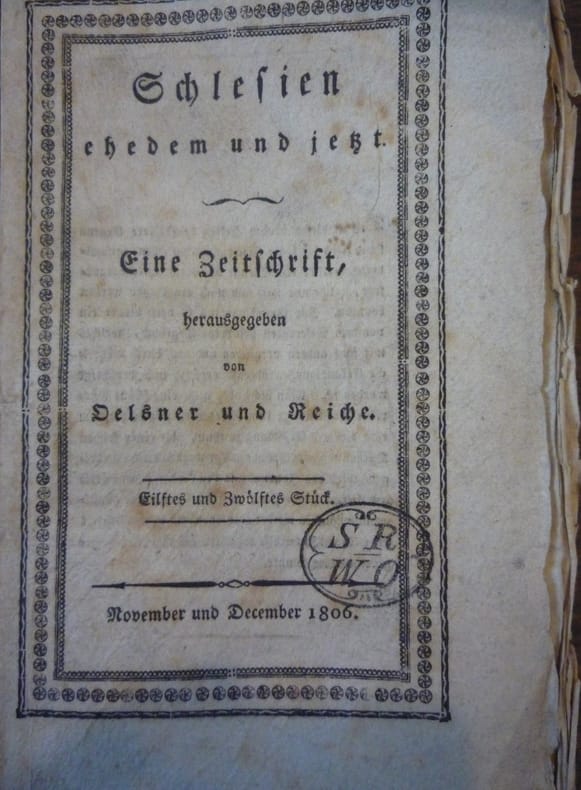 Schlesien
ehedem und jetzt.
Eine Zeitschrift,
herausgegeben
von
Oelsner und Reiche.
Eilftes und Zwölftes Stück.
S R
W O
November und December 1806.